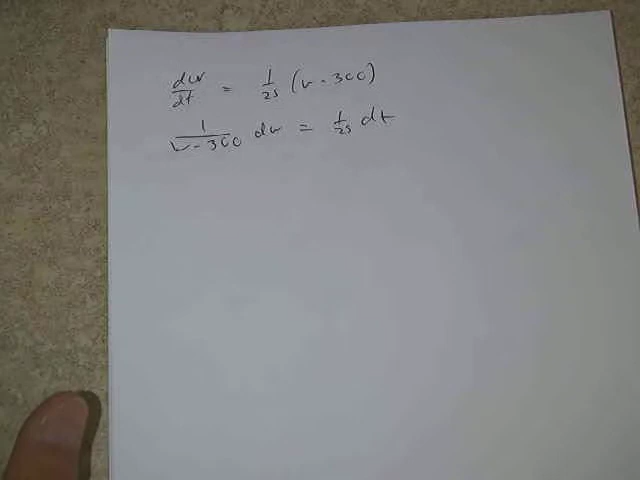 dW/dt = 1/25 (W - 300)
1/(W - 300) dW = 1/25 dt